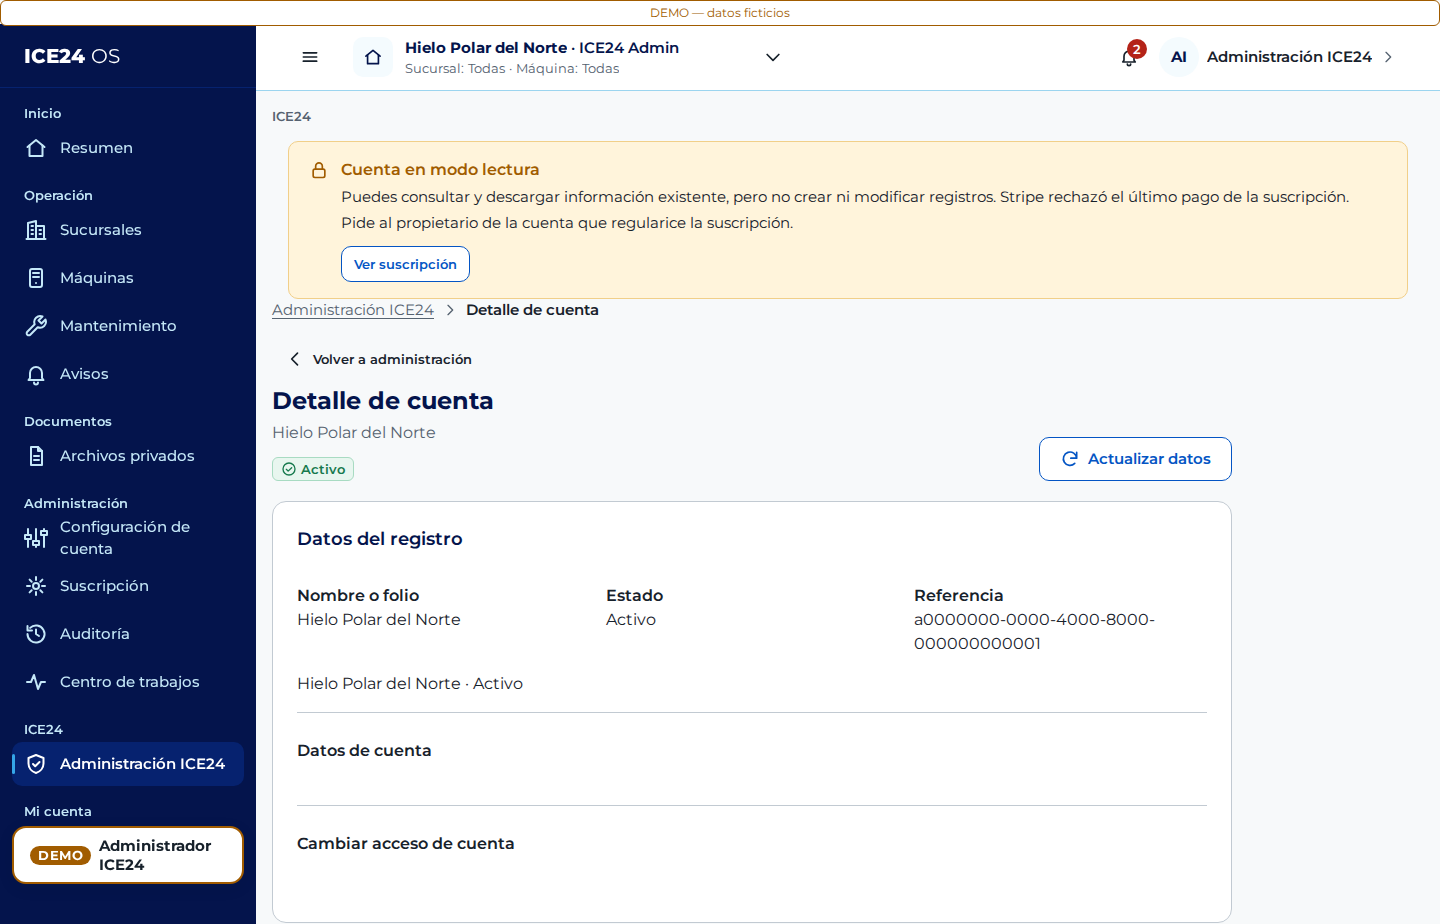 DEMO — datos ficticios
ICE24 OS
Inicio
Resumen
Operación
Sucursales
Máquinas
Mantenimiento
Avisos
Documentos
Archivos privados
Administración
Configuración de
cuenta
Suscripción
Auditoría
Centro de trabajos
ICE24
Administración ICE24
Mi cuenta
DEMO
Administrador
ICE24
Hielo Polar del Norte · ICE24 Admin
Sucursal: Todas · Máquina: Todas
2
AI
Administración ICE24
ICE24
Cuenta en modo lectura
Puedes consultar y descargar información existente, pero no crear ni modificar registros. Stripe rechazó el último pago de la suscripción.
Pide al propietario de la cuenta que regularice la suscripción.
Ver suscripción
Administración ICE24
Detalle de cuenta
Volver a administración
Detalle de cuenta
Hielo Polar del Norte
Activo
Actualizar datos
Datos del registro
Nombre o folio
Hielo Polar del Norte
Estado
Activo
Referencia
a0000000-0000-4000-8000-
000000000001
Hielo Polar del Norte · Activo
Datos de cuenta
Cambiar acceso de cuenta